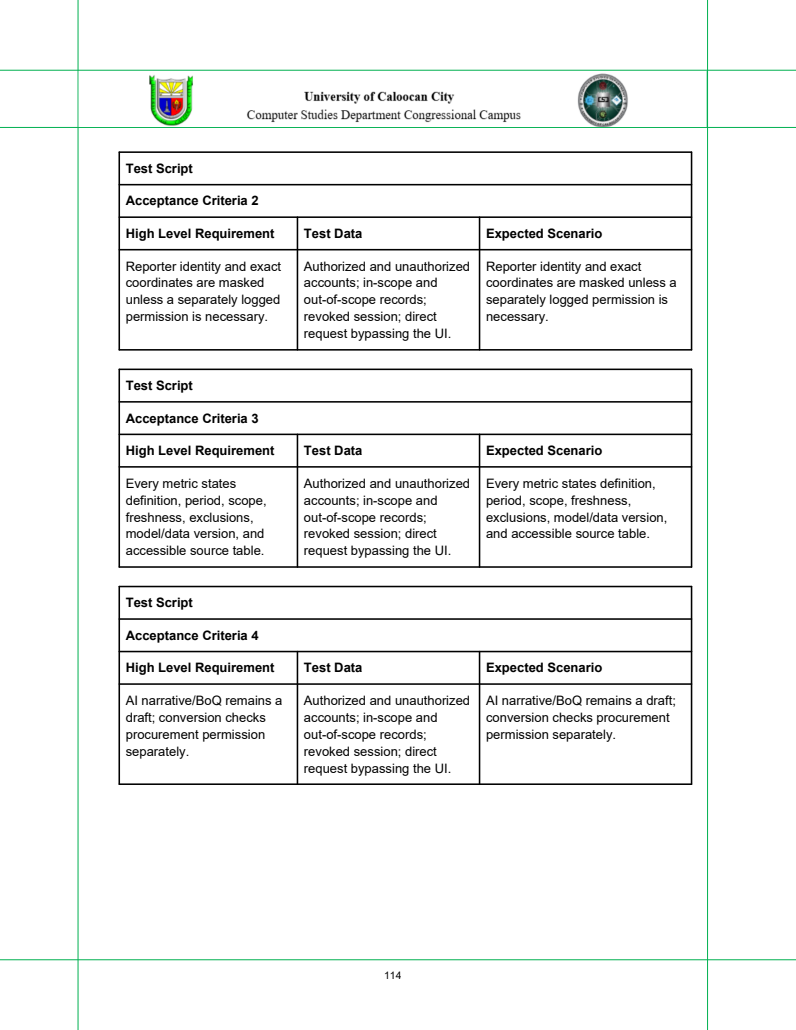 University of Caloocan City
Computer Studies Department Congressional Campus
Test Script
Acceptance Criteria 2
High Level Requirement
Test Data
Expected Scenario
Reporter identity and exact
coordinates are masked
unless a separately logged
permission is necessary.
Authorized and unauthorized
accounts; in-scope and
out-of-scope records;
revoked session; direct
request bypassing the UI.
Reporter identity and exact
coordinates are masked unless a
separately logged permission is
necessary.
Test Script
Acceptance Criteria 3
High Level Requirement
Test Data
Expected Scenario
Every metric states
definition, period, scope,
freshness, exclusions,
model/data version, and
accessible source table.
Authorized and unauthorized
accounts; in-scope and
out-of-scope records;
revoked session; direct
request bypassing the UI.
Every metric states definition,
period, scope, freshness,
exclusions, model/data version,
and accessible source table.
Test Script
Acceptance Criteria 4
High Level Requirement
Test Data
Expected Scenario
AI narrative/BoQ remains a
draft; conversion checks
procurement permission
separately.
Authorized and unauthorized
accounts; in-scope and
out-of-scope records;
revoked session; direct
request bypassing the UI.
AI narrative/BoQ remains a draft;
conversion checks procurement
permission separately.
114